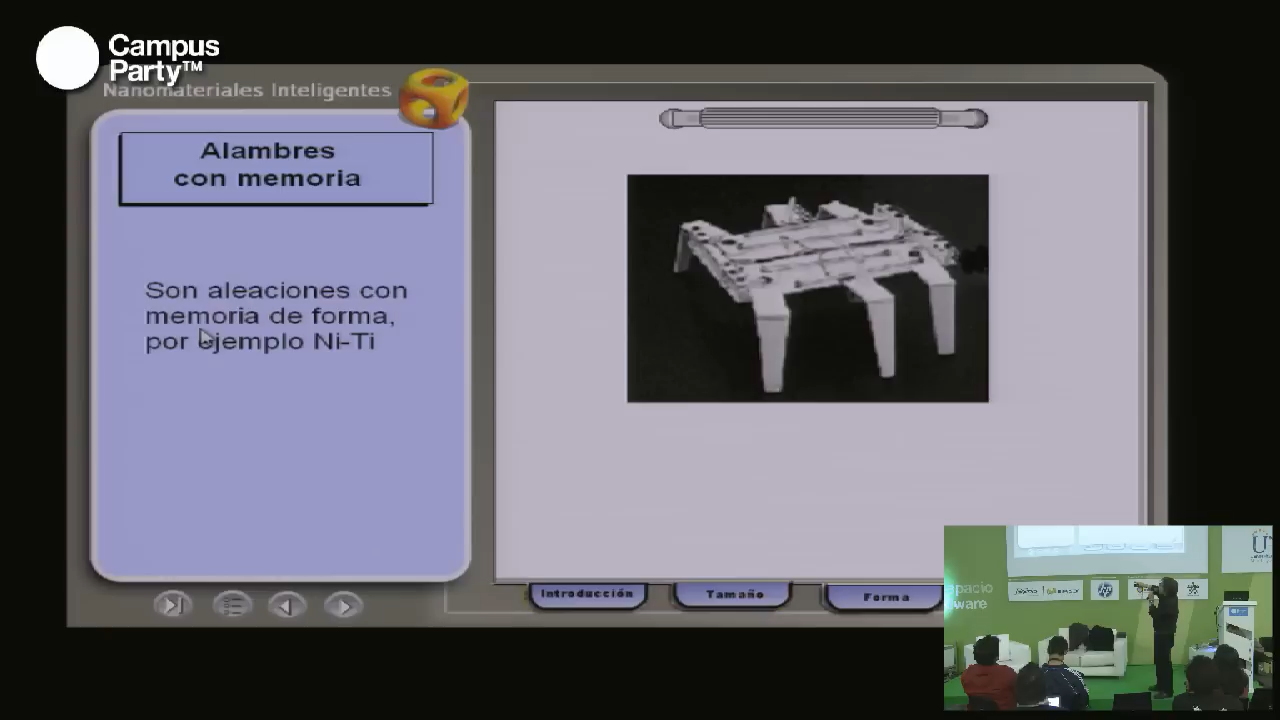 Campus
Party™
Nanomateriales Inteligentes
Alambres
con memoria
Son aleaciones con
memoria de forma,
por ejemplo Ni-Ti
Introducción
Tamaño
Forma
hp